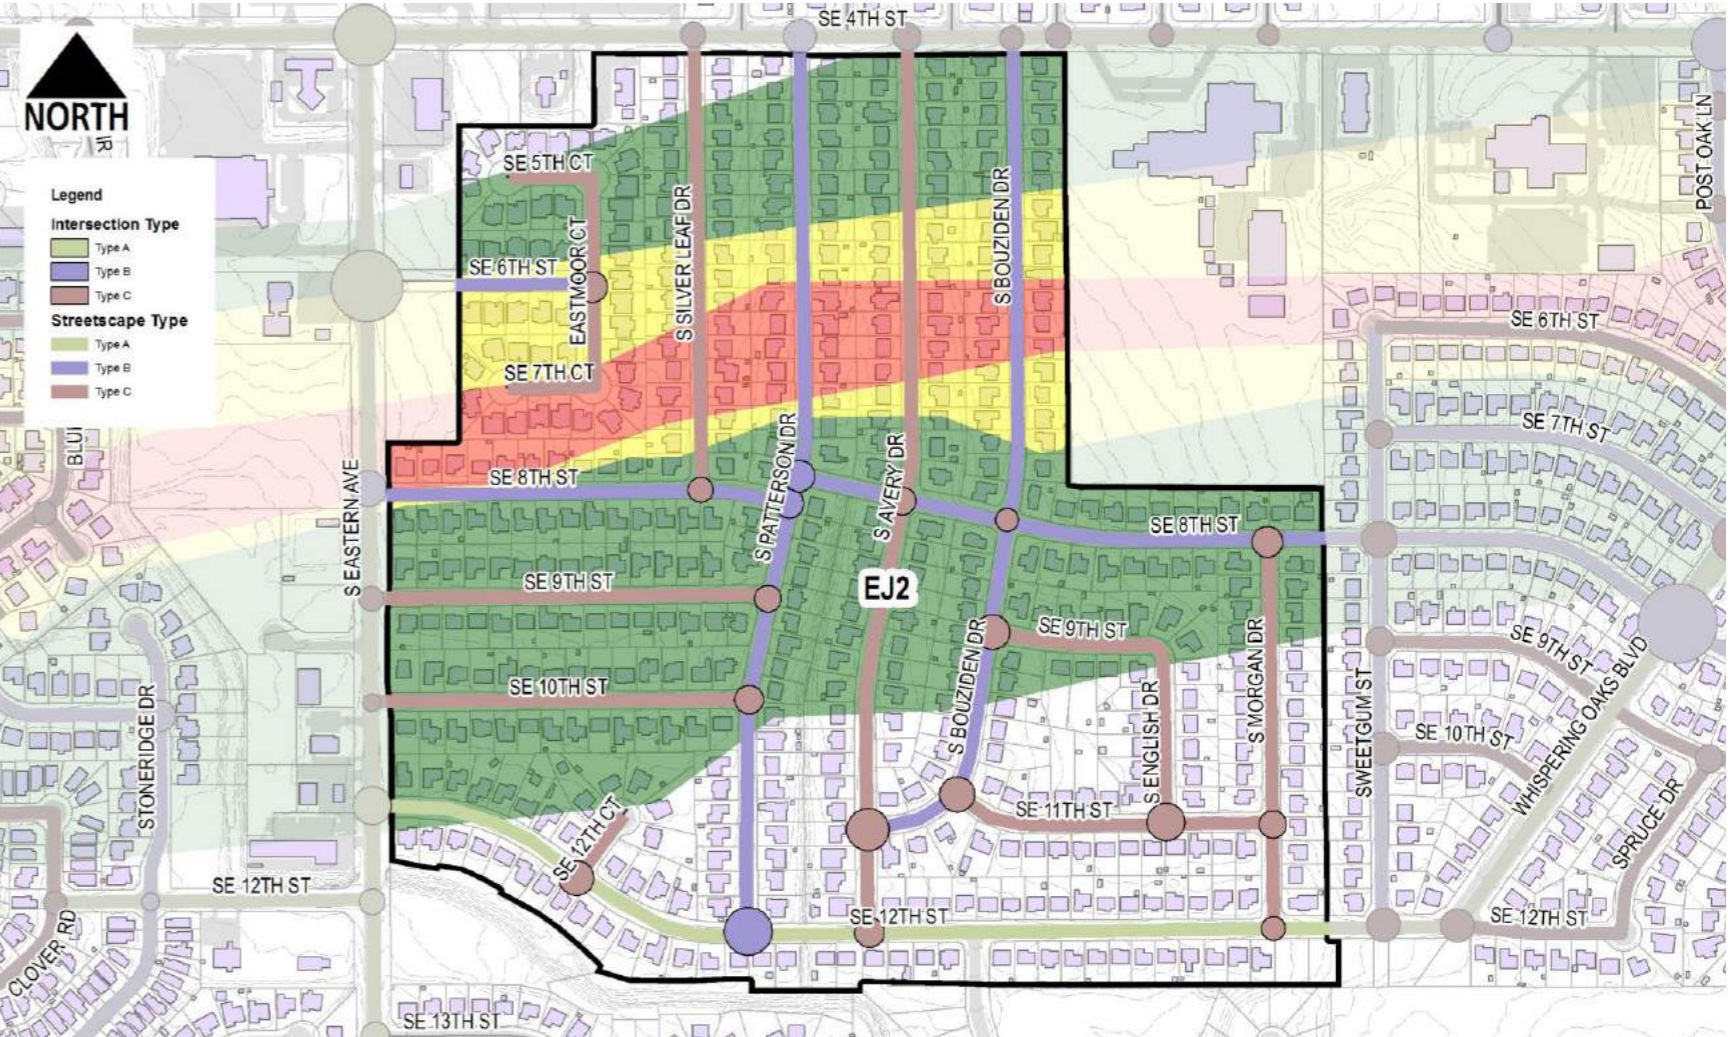 SE 4TH ST
NORTH
IR
POST OAK LN
Legend
Intersection Type
Type A
Type B
Type C
Streetscape Type
Type A
Type B
Type C
SE 5TH CT
EASTMOOR CT
SE 6TH ST
SE 7TH CT
S SILVER LEAF DR
S BOUZIDEN DR
SE 6TH ST
SE 7TH ST
BLUI
S EASTERN AVE
SE 8TH ST
S PATTERSON DR
S AVERY DR
SE 8TH ST
SE 9TH ST
EJ2
SE 9TH ST
S BOUZIDEN DR
SE 9TH ST
SE 10TH ST
S ENGLISH DR
S MORGAN DR
SWEETGUM ST
SE 10TH ST
WHISPERING OAKS BLVD
STONERIDGE DR
SE 12TH CT
SE 11TH ST
SPRUCE DR
SE 12TH ST
SE 12TH ST
SE 12TH ST
CLOVER RD
SE 13TH ST